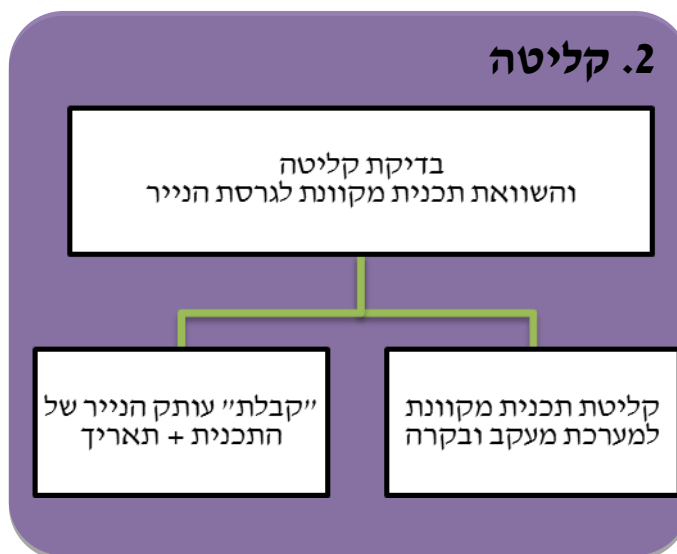 2. קליטה
בדיקת קליטה
והשוואת תכנית מקוונת לגרסת הנייר
קליטת תכנית מקוונת
למערכת מעקב ובקרה
״קבלת״ עותק הנייר של
התכנית + תאריך